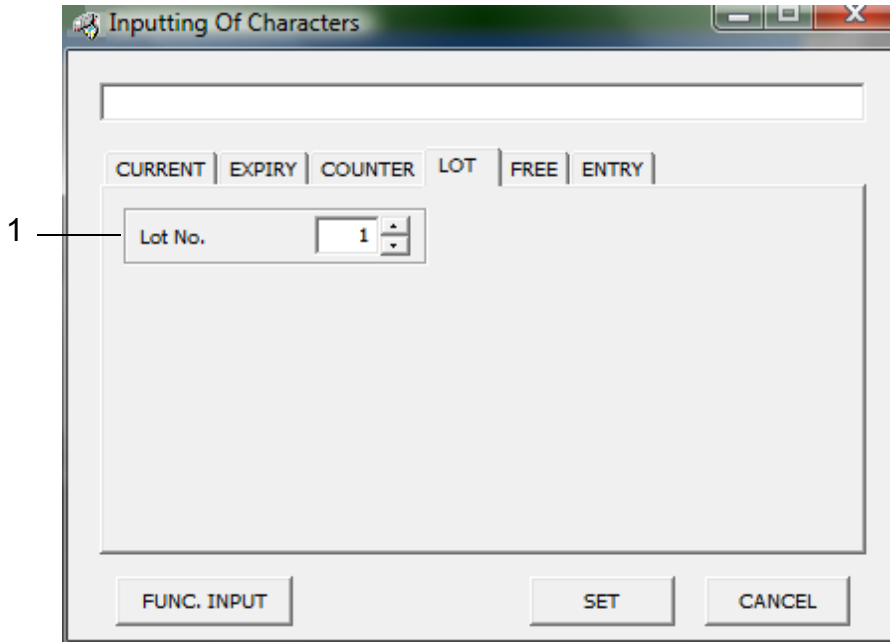 Inputting Of Characters
CURRENT EXPIRY COUNTER LOT FREE ENTRY
1 Lot No. 1
FUNC. INPUT SET CANCEL